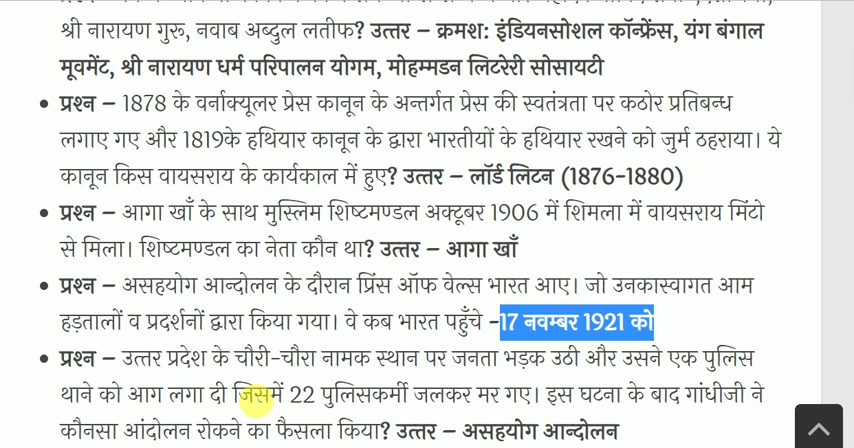 श्री नारायण गुरु, नवाब अब्दुल लतीफ? उत्तर – क्रमश: इंडियनसोशल कॉन्फ्रेंस, यंग बंगाल
मूवमेंट, श्री नारायण धर्म परिपालन योगम, मोहम्मडन लिटरेरी सोसायटी
• प्रश्न – 1878 के वर्नाक्यूलर प्रेस कानून के अन्तर्गत प्रेस की स्वतंत्रता पर कठोर प्रतिबन्ध
लगाए गए और 1819के हथियार कानून के द्वारा भारतीयों के हथियार रखने को जुर्म ठहराया। ये
कानून किस वायसराय के कार्यकाल में हुए? उत्तर – लॉर्ड लिटन (1876-1880)
• प्रश्न – आगा खाँ के साथ मुस्लिम शिष्टमण्डल अक्टूबर 1906 में शिमला में वायसराय मिंटो
से मिला। शिष्टमण्डल का नेता कौन था? उत्तर – आगा खाँ
• प्रश्न – असहयोग आन्दोलन के दौरान प्रिंस ऑफ वेल्स भारत आए। जो उनकास्वागत आम
हड़तालों व प्रदर्शनों द्वारा किया गया। वे कब भारत पहुँचे -17 नवम्बर 1921 को
• प्रश्न – उत्तर प्रदेश के चौरी-चौरा नामक स्थान पर जनता भड़क उठी और उसने एक पुलिस
थाने को आग लगा दी जिसमें 22 पुलिसकर्मी जलकर मर गए। इस घटना के बाद गांधीजी ने
कौनसा आंदोलन रोकने का फैसला किया? उत्तर – असहयोग आन्दोलन